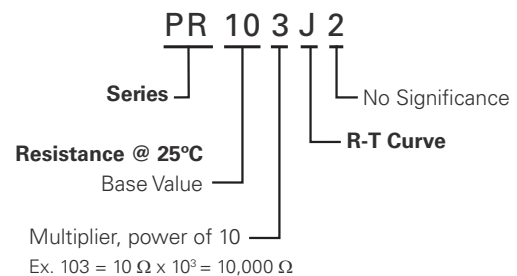 PR 10 3 J 2
Series
No Significance
R-T Curve
Resistance @ 25ºC
Base Value
Multiplier, power of 10
Ex. 103 = 10 Ω x 10³ = 10,000 Ω